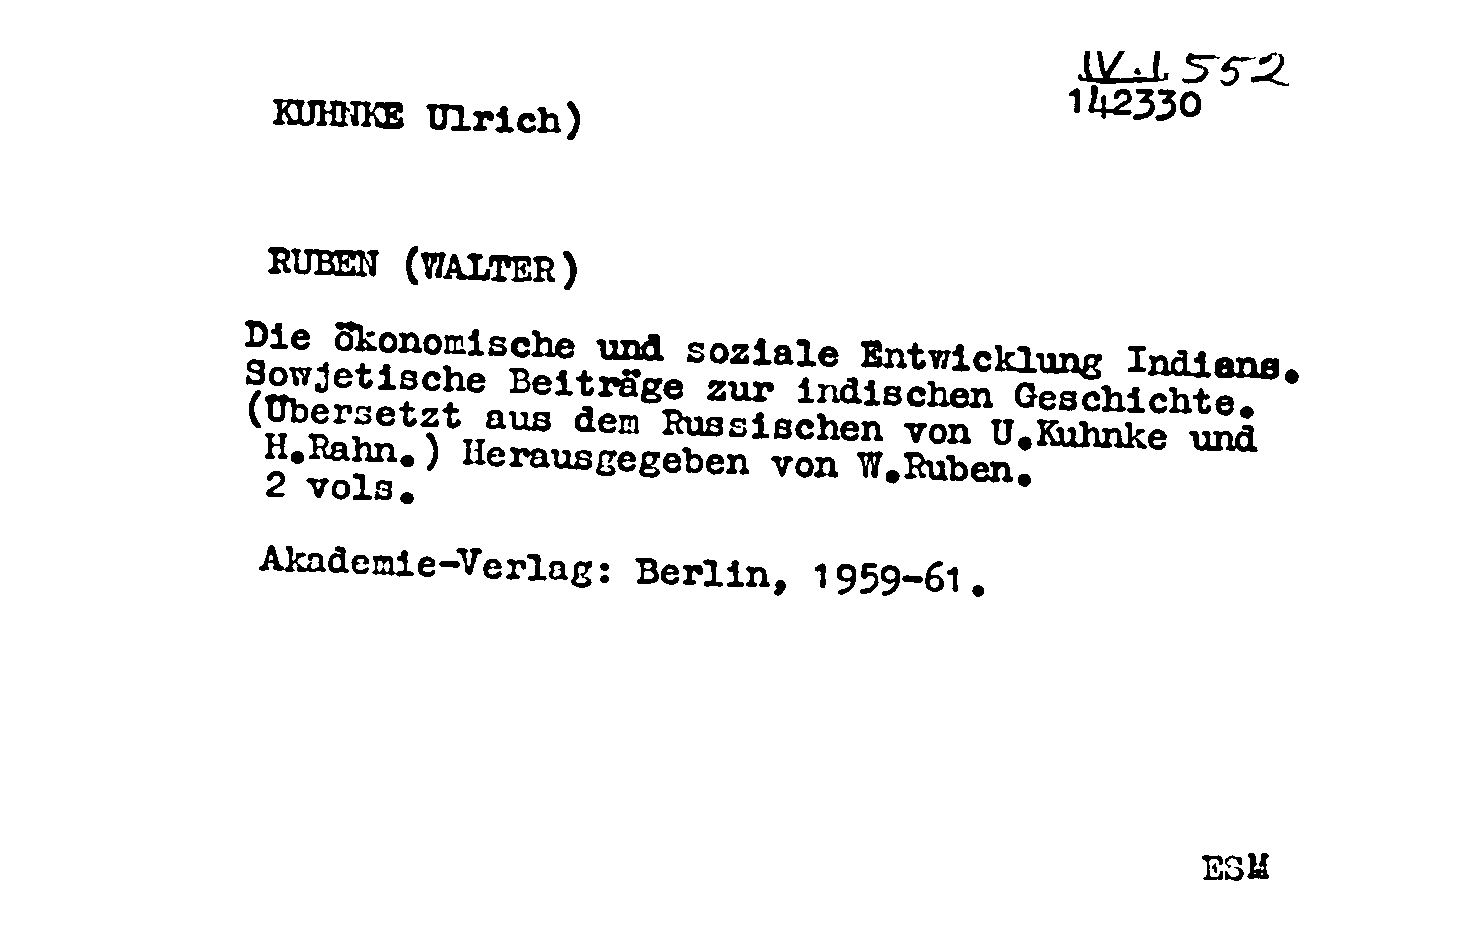 IV.I 552
142330
KUHNKE Ulrich)
RUBEN (WALTER)
Die ökonomische und soziale Entwicklung Indiens.
Sowjetische Beiträge zur indischen Geschichte.
(Übersetzt aus dem Russischen von U.Kuhnke und
H.Rahn.) Herausgegeben von W.Ruben.
2 vols.
Akademie-Verlag: Berlin, 1959-61.
ESM